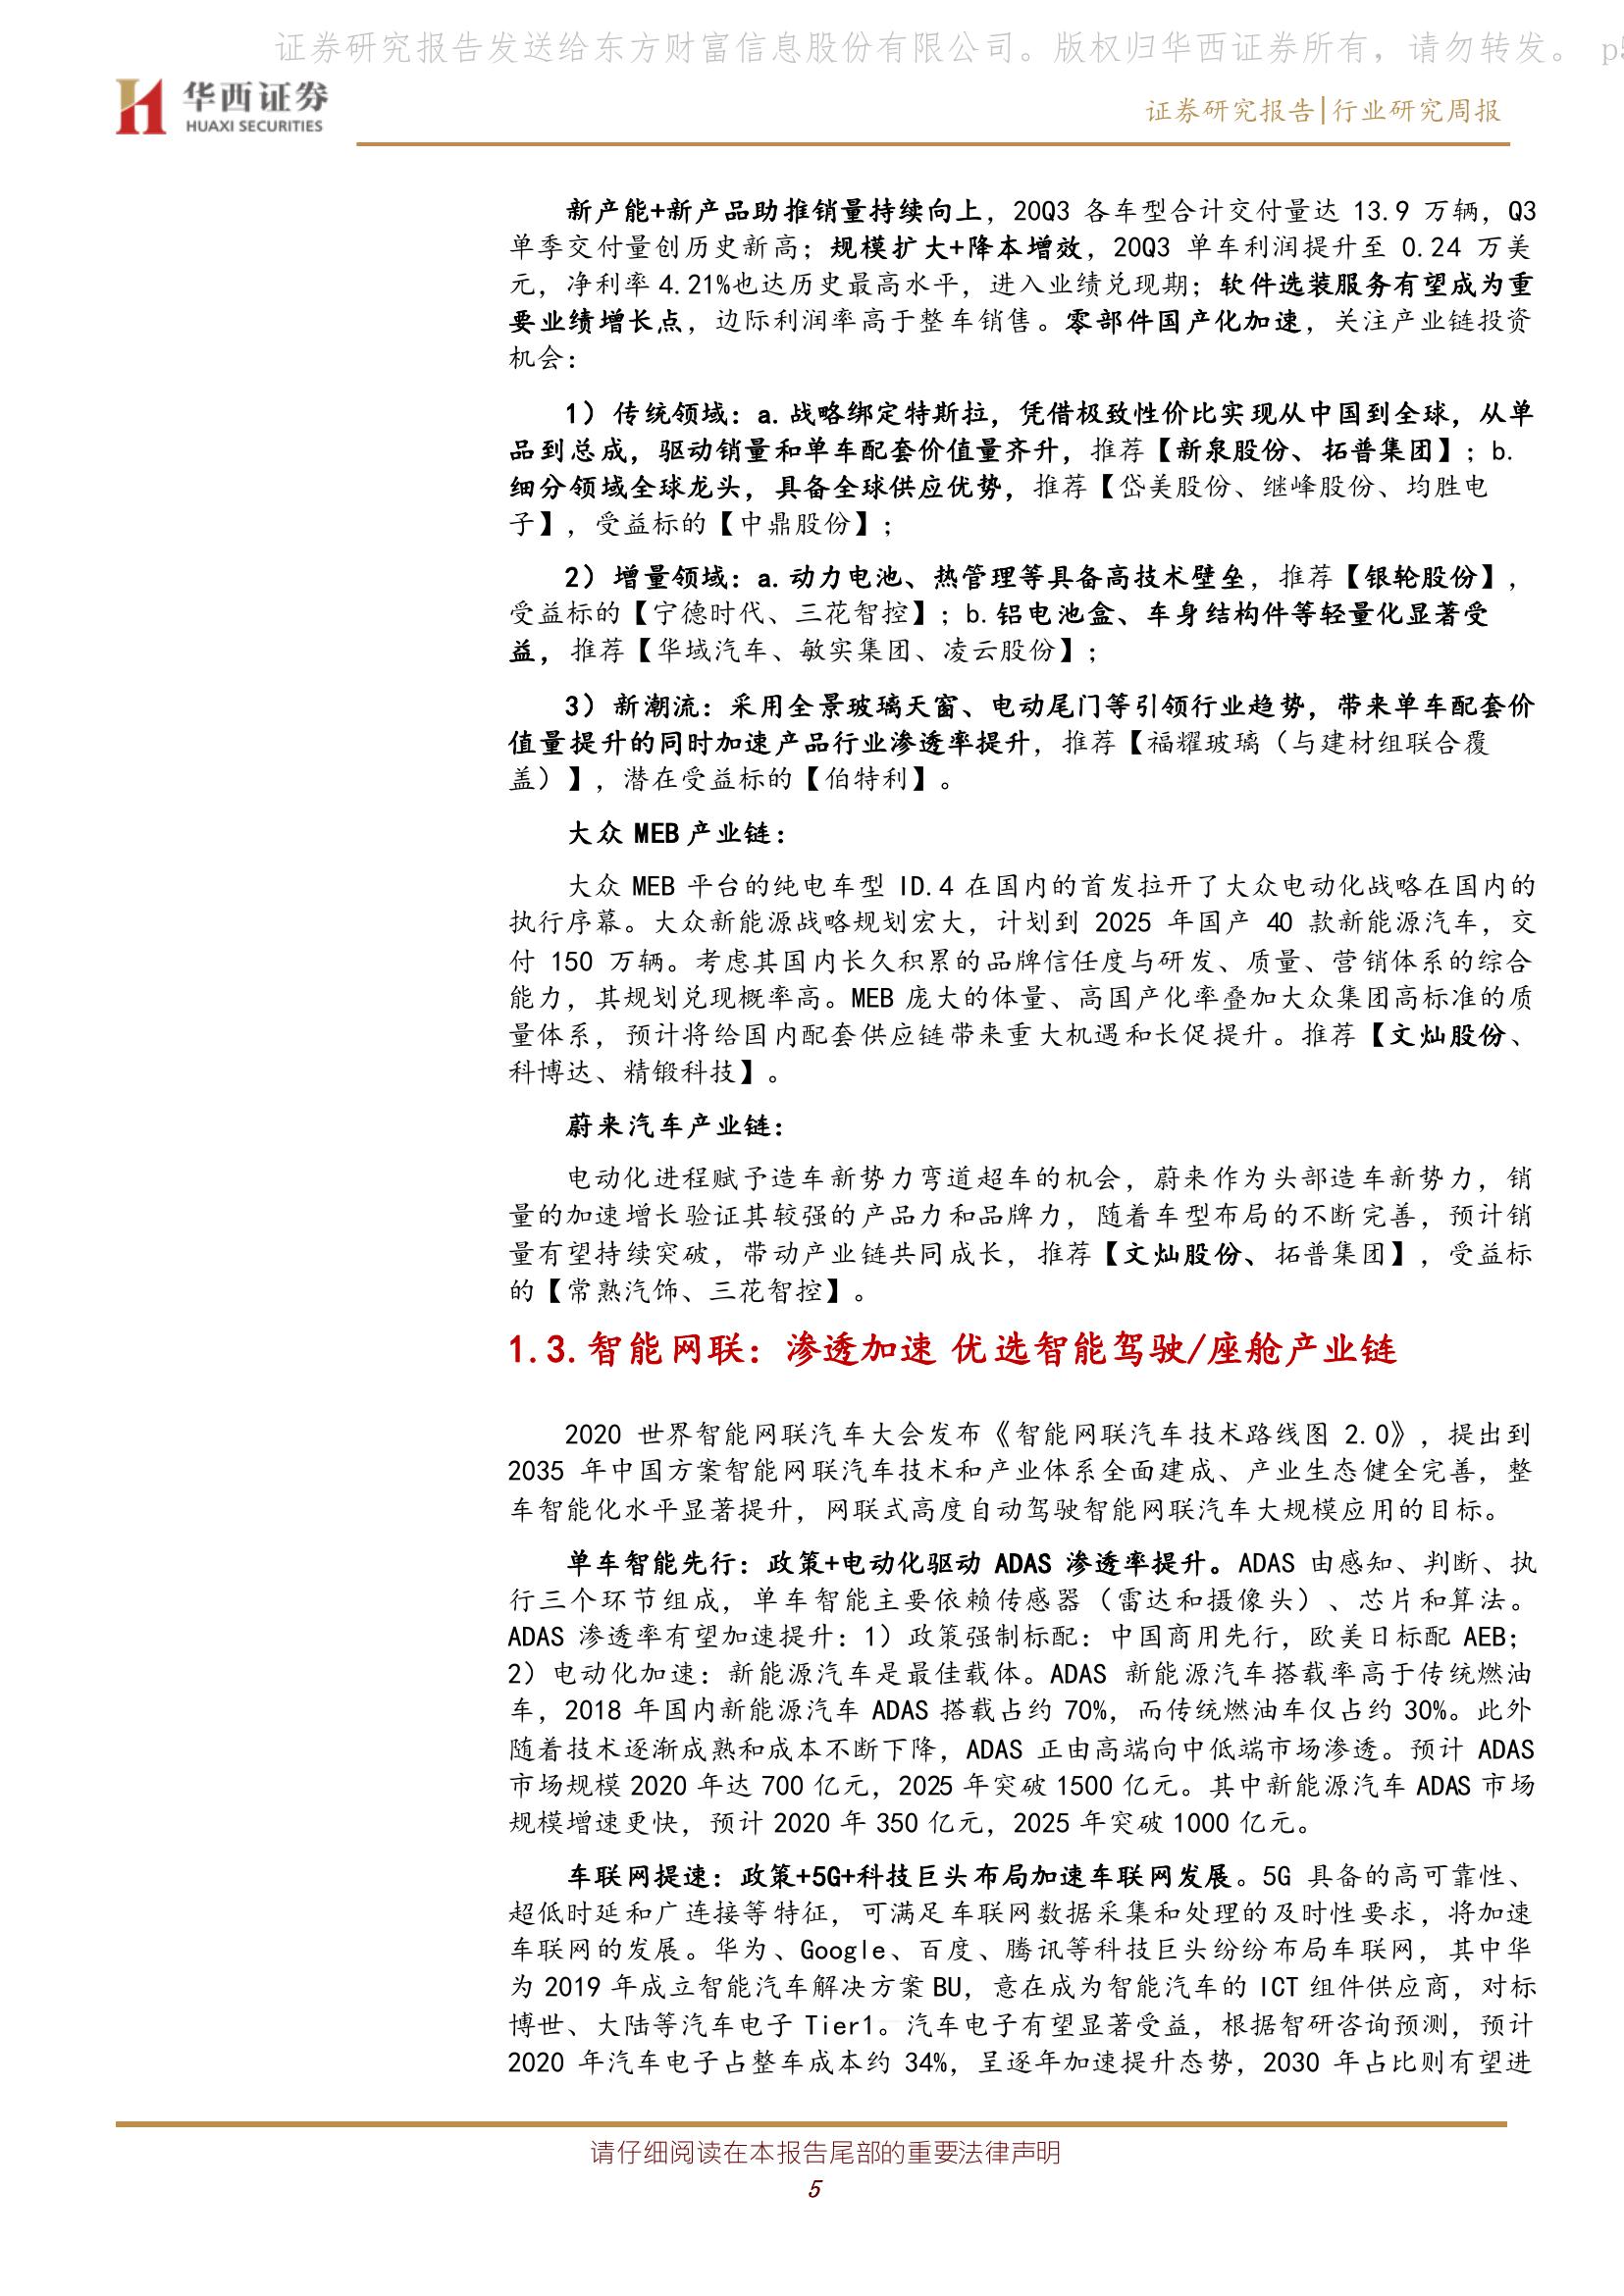 证券研究报告发送给东方财富信息股份有限公司。版权归华西证券所有，请勿转发。 p
华西证券
HUAXI SECURITIES
证券研究报告|行业研究周报
新产能+新产品助推销量持续向上，20Q3 各车型合计交付量达 13.9 万辆，Q3
单季交付量创历史新高；规模扩大+降本增效，20Q3 单车利润提升至 0.24 万美
元，净利率 4.21%也达历史最高水平，进入业绩兑现期；软件选装服务有望成为重
要业绩增长点，边际利润率高于整车销售。零部件国产化加速，关注产业链投资
机会：
1）传统领域：a.战略绑定特斯拉，凭借极致性价比实现从中国到全球，从单
品到总成，驱动销量和单车配套价值量齐升，推荐【新泉股份、拓普集团】；b.
细分领域全球龙头，具备全球供应优势，推荐【岱美股份、继峰股份、均胜电
子】，受益标的【中鼎股份】；
2）增量领域：a.动力电池、热管理等具备高技术壁垒，推荐【银轮股份】，
受益标的【宁德时代、三花智控】；b.铝电池盒、车身结构件等轻量化显著受
益，推荐【华域汽车、敏实集团、凌云股份】；
3）新潮流：采用全景玻璃天窗、电动尾门等引领行业趋势，带来单车配套价
值量提升的同时加速产品行业渗透率提升，推荐【福耀玻璃（与建材组联合覆
盖）】，潜在受益标的【伯特利】。
大众 MEB 产业链：
大众 MEB 平台的纯电车型 ID.4 在国内的首发拉开了大众电动化战略在国内的
执行序幕。大众新能源战略规划宏大，计划到 2025 年国产 40 款新能源汽车，交
付 150 万辆。考虑其国内长久积累的品牌信任度与研发、质量、营销体系的综合
能力，其规划兑现概率高。MEB 庞大的体量、高国产化率叠加大众集团高标准的质
量体系，预计将给国内配套供应链带来重大机遇和长促提升。推荐【文灿股份、
科博达、精锻科技】。
蔚来汽车产业链：
电动化进程赋予造车新势力弯道超车的机会，蔚来作为头部造车新势力，销
量的加速增长验证其较强的产品力和品牌力，随着车型布局的不断完善，预计销
量有望持续突破，带动产业链共同成长，推荐【文灿股份、拓普集团】，受益标
的【常熟汽饰、三花智控】。
1.3.智能网联：渗透加速 优选智能驾驶/座舱产业链
2020 世界智能网联汽车大会发布《智能网联汽车技术路线图 2.0》，提出到
2035 年中国方案智能网联汽车技术和产业体系全面建成、产业生态健全完善，整
车智能化水平显著提升，网联式高度自动驾驶智能网联汽车大规模应用的目标。
单车智能先行：政策+电动化驱动 ADAS 渗透率提升。ADAS 由感知、判断、执
行三个环节组成，单车智能主要依赖传感器（雷达和摄像头）、芯片和算法。
ADAS 渗透率有望加速提升：1）政策强制标配：中国商用先行，欧美日标配 AEB；
2）电动化加速：新能源汽车是最佳载体。ADAS 新能源汽车搭载率高于传统燃油
车，2018 年国内新能源汽车 ADAS 搭载占约 70%，而传统燃油车仅占约 30%。此外
随着技术逐渐成熟和成本不断下降，ADAS 正由高端向中低端市场渗透。预计 ADAS
市场规模 2020 年达 700 亿元，2025 年突破 1500 亿元。其中新能源汽车 ADAS 市场
规模增速更快，预计 2020 年 350 亿元，2025 年突破 1000 亿元。
车联网提速：政策+5G+科技巨头布局加速车联网发展。5G 具备的高可靠性、
超低时延和广连接等特征，可满足车联网数据采集和处理的及时性要求，将加速
车联网的发展。华为、Google、百度、腾讯等科技巨头纷纷布局车联网，其中华
为 2019 年成立智能汽车解决方案 BU，意在成为智能汽车的 ICT 组件供应商，对标
博世、大陆等汽车电子 Tier1。汽车电子有望显著受益，根据智研咨询预测，预计
2020 年汽车电子占整车成本约 34%，呈逐年加速提升态势，2030 年占比则有望进
请仔细阅读在本报告尾部的重要法律声明
5